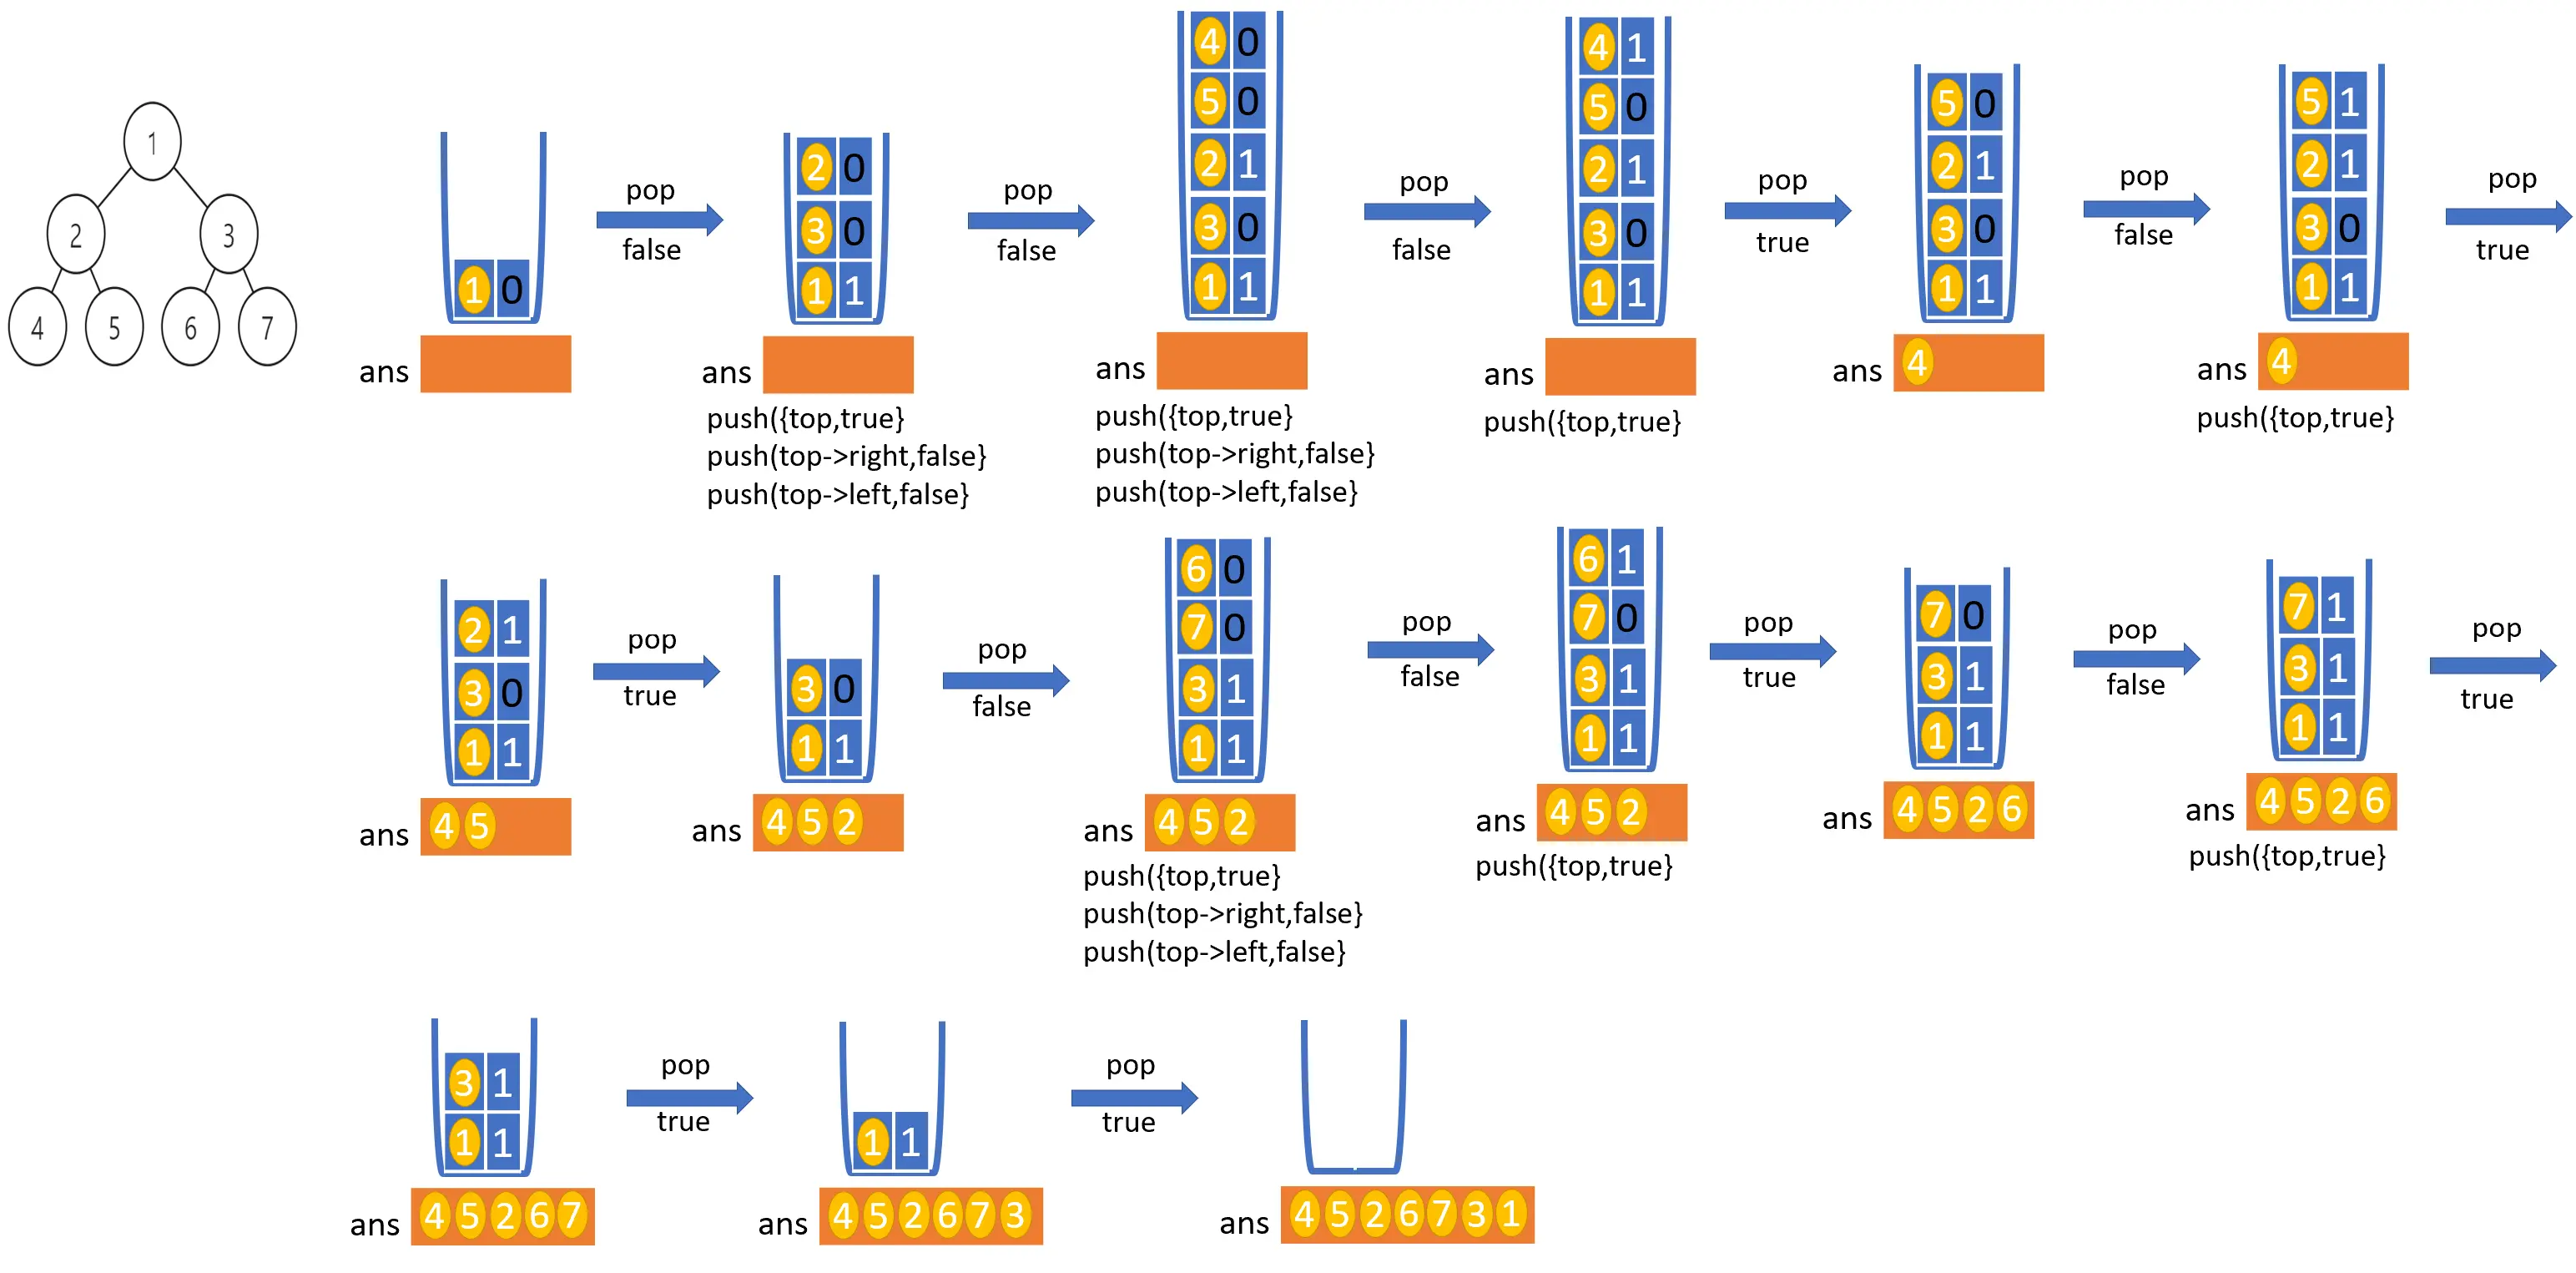 1
2 3
4 5 6 7
1 0
ans
pop
false
2 0
3 0
1 1
ans
push({top,true}
push(top->right,false}
push(top->left,false}
pop
false
4 0
5 0
2 1
3 0
1 1
ans
push({top,true}
push(top->right,false}
push(top->left,false}
pop
false
4 1
5 0
2 1
3 0
1 1
ans
push({top,true}
pop
true
5 0
2 1
3 0
1 1
ans 4
pop
false
5 1
2 1
3 0
1 1
ans 4
push({top,true}
pop
true
2 1
3 0
1 1
ans 4 5
pop
true
3 0
1 1
ans 4 5 2
pop
false
6 0
7 0
3 1
1 1
ans 4 5 2
push({top,true}
push(top->right,false}
push(top->left,false}
pop
false
6 1
7 0
3 1
1 1
ans 4 5 2
push({top,true}
pop
true
7 0
3 1
1 1
ans 4 5 2 6
pop
false
7 1
3 1
1 1
ans 4 5 2 6
push({top,true}
pop
true
3 1
1 1
ans 4 5 2 6 7
pop
true
1 1
ans 4 5 2 6 7 3
pop
true
ans 4 5 2 6 7 3 1